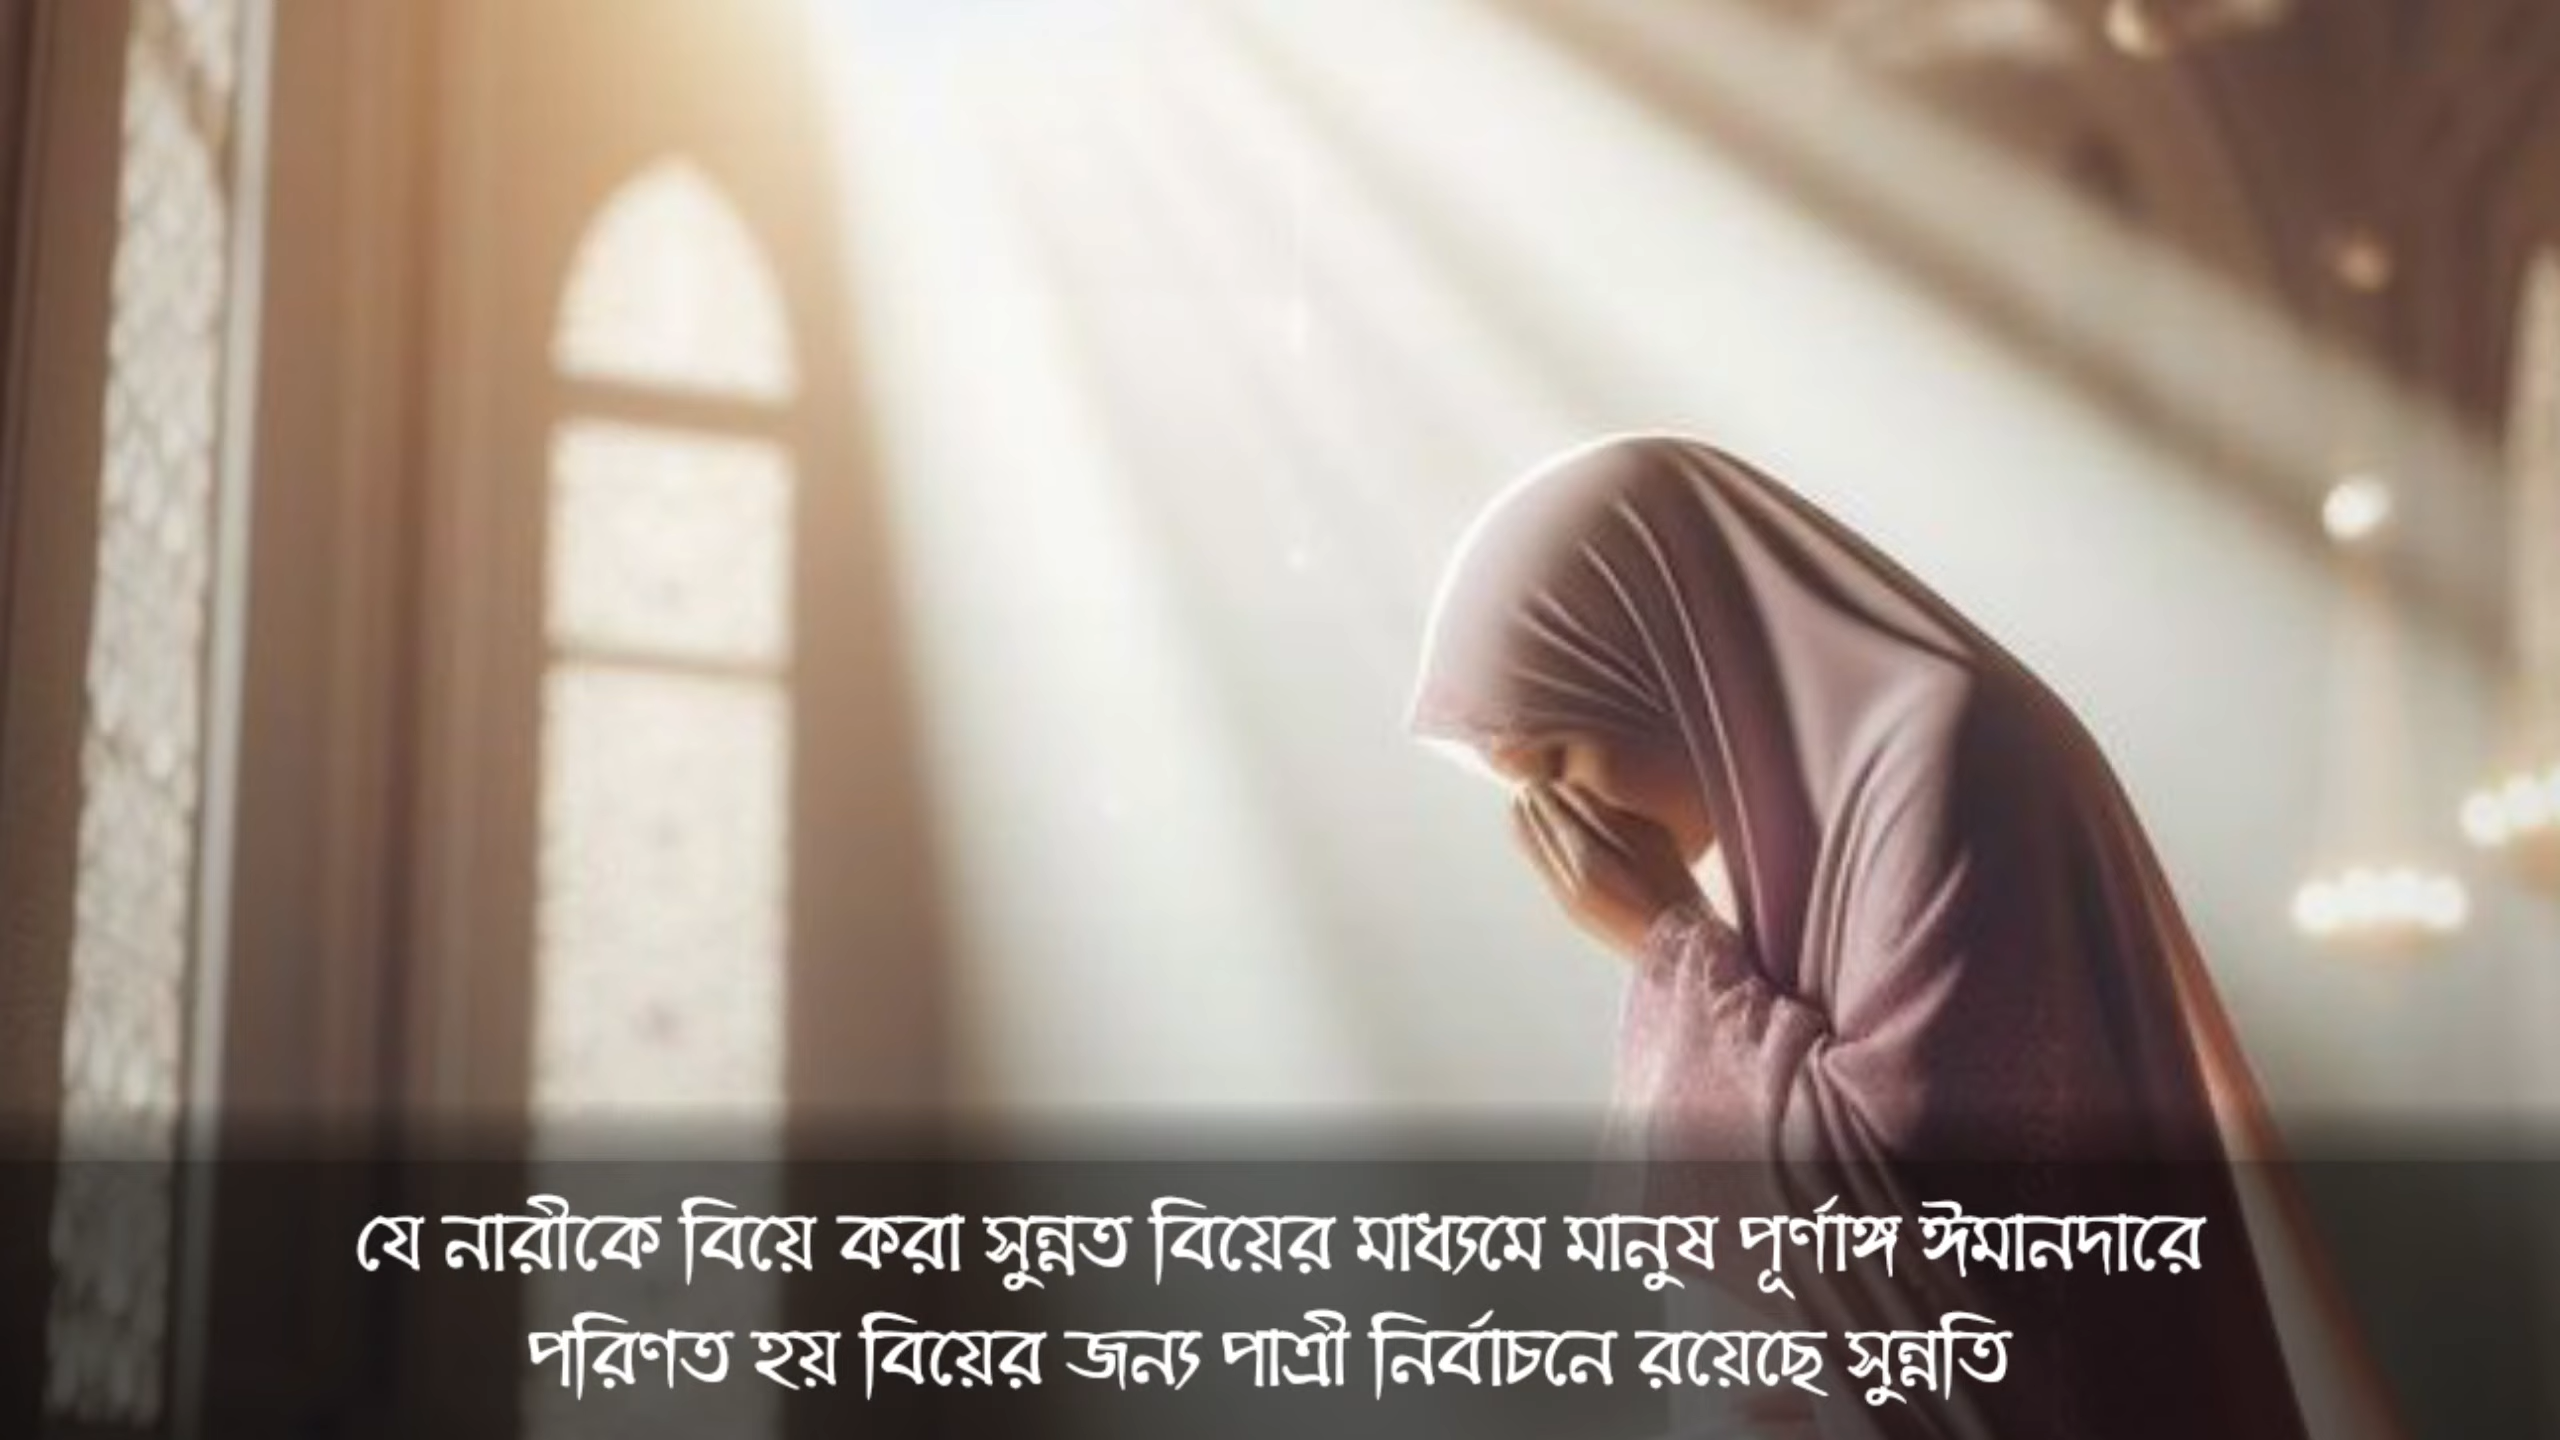 যে নারীকে বিয়ে করা সুন্নত বিয়ের মাধ্যমে মানুষ পূর্ণাঙ্গ ঈমানদারে
পরিণত হয় বিয়ের জন্য পাত্রী নির্বাচনে রয়েছে সুন্নতি